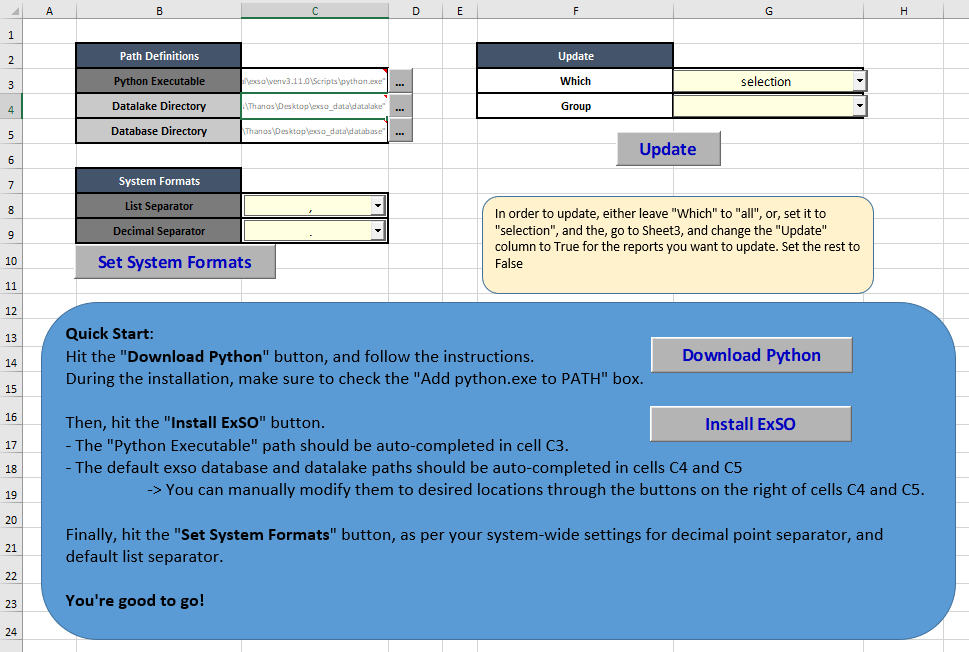 A B C D E F G H
1
2 Path Definitions Update
3 Python Executable al\exso\venv3.11.0\Scripts\python.exe" ... Which selection
4 Datalake Directory \Thanos\Desktop\exso_data\datalake" ... Group
5 Database Directory \Thanos\Desktop\exso_data\database" ...
6 Update
7 System Formats
8 List Separator ,
9 Decimal Separator .
10 Set System Formats
11
In order to update, either leave "Which" to "all", or, set it to
"selection", and the, go to Sheet3, and change the "Update"
column to True for the reports you want to update. Set the rest to
False
12
13 Quick Start:
14 Hit the "Download Python" button, and follow the instructions. Download Python
15 During the installation, make sure to check the "Add python.exe to PATH" box.
16 Then, hit the "Install ExSO" button. Install ExSO
17 - The "Python Executable" path should be auto-completed in cell C3.
18 - The default exso database and datalake paths should be auto-completed in cells C4 and C5
19 -> You can manually modify them to desired locations through the buttons on the right of cells C4 and C5.
20
21 Finally, hit the "Set System Formats" button, as per your system-wide settings for decimal point separator, and
default list separator.
22
23 You're good to go!
24